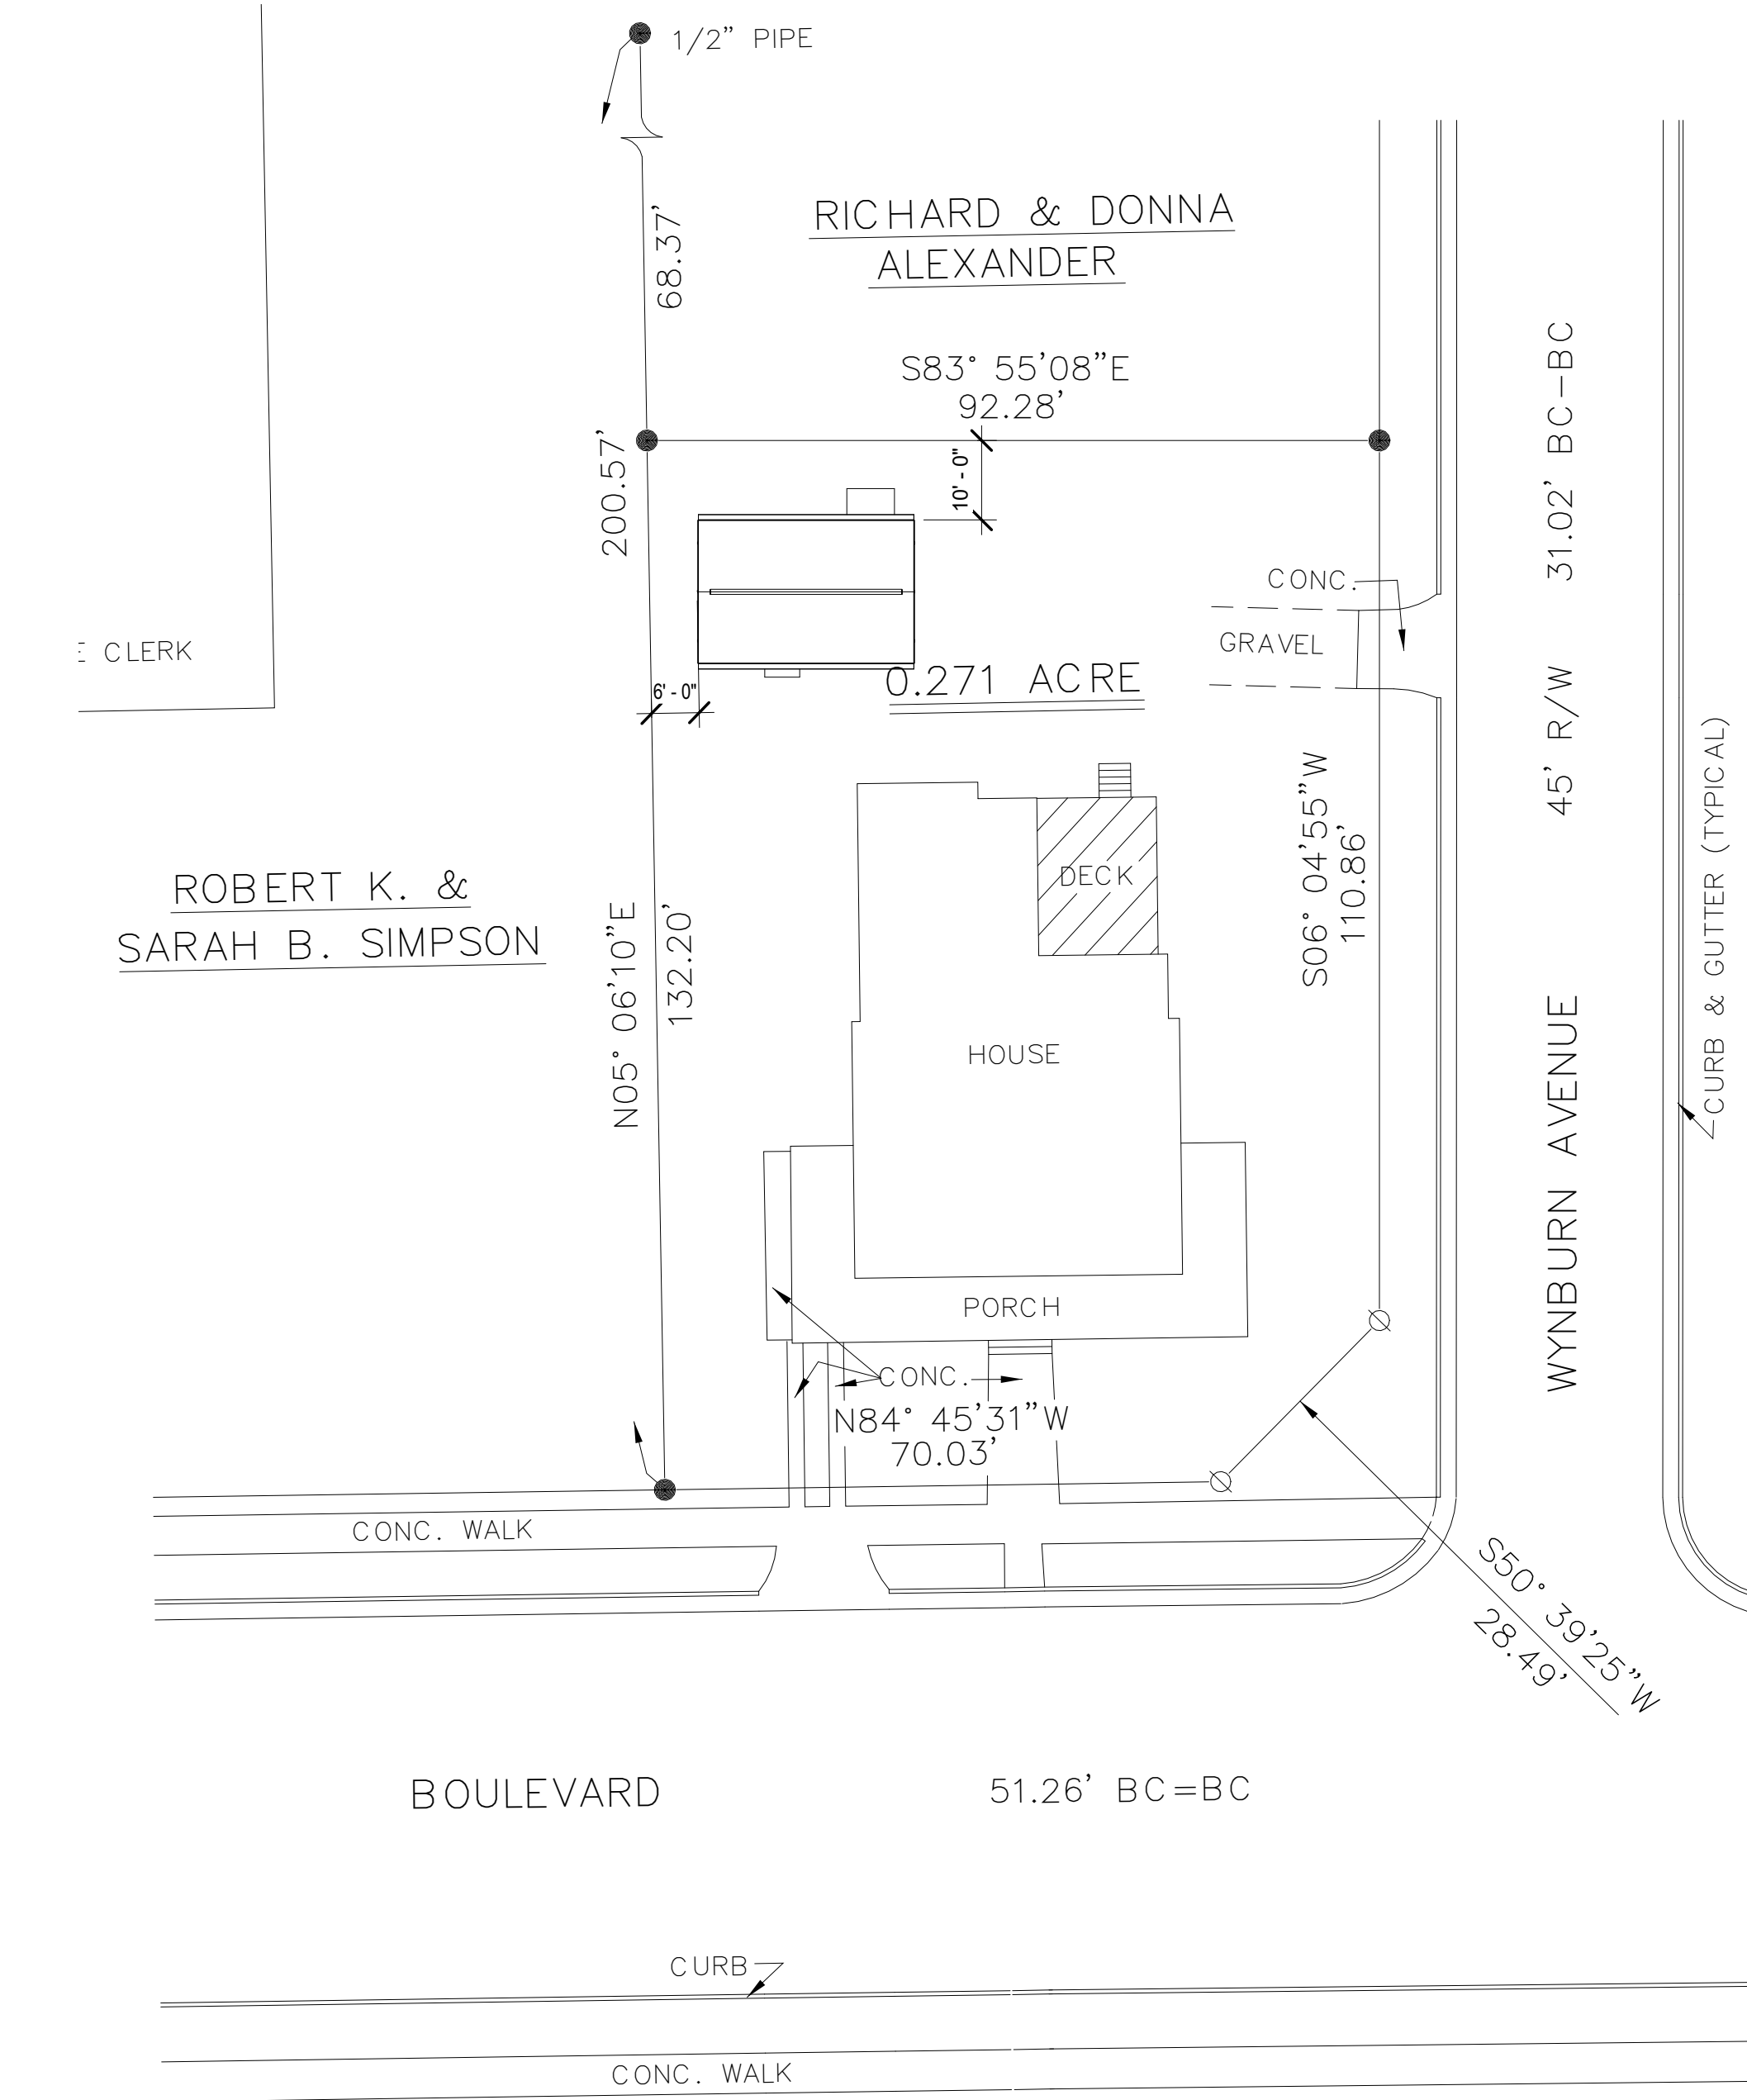 1/2" PIPE
68.37'
RICHARD & DONNA
ALEXANDER
S83° 55'08"E
92.28'
200.57'
10' - 0"
31.02' BC-BC
CONC.
GRAVEL
CLERK
6' - 0"
0.271 ACRE
45' R/W
CURB & GUTTER (TYPICAL)
S06° 04'55"W
110.86'
ROBERT K. &
SARAH B. SIMPSON
DECK
N05° 06'10"E
132.20'
HOUSE
WYNBURN AVENUE
PORCH
CONC.
N84° 45'31"W
70.03'
CONC. WALK
S50° 39'25"W
28.49'
BOULEVARD
51.26' BC=BC
CURB
CONC. WALK